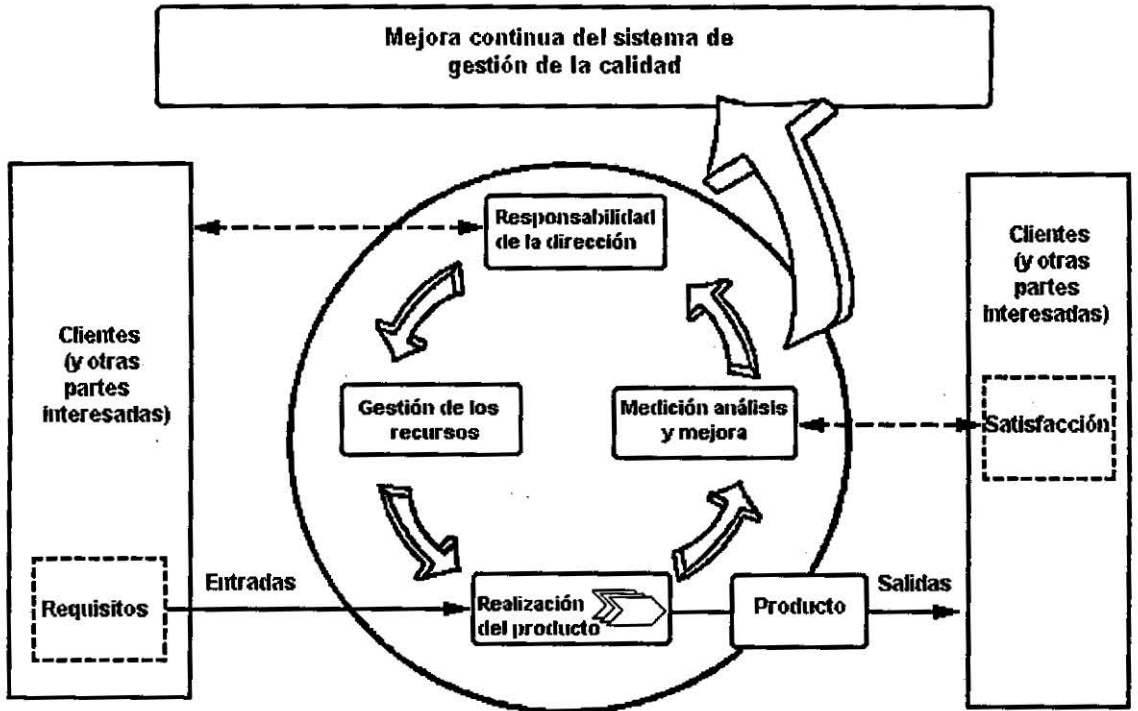 Mejora continua del sistema de
gestión de la calidad
Responsabilidad
de la dirección
Clientes
(y otras
partes
interesadas)
Clientes
(y otras
partes
interesadas)
Gestión de los
recursos
Medición análisis
y mejora
Satisfacción
Requisitos
Entradas
Realización
del producto
Producto
Salidas